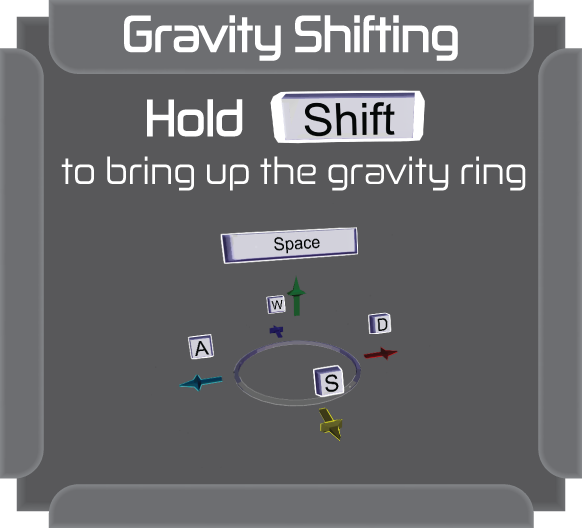 Gravity Shifting
Hold Shift
to bring up the gravity ring
Space
W
D
A
S